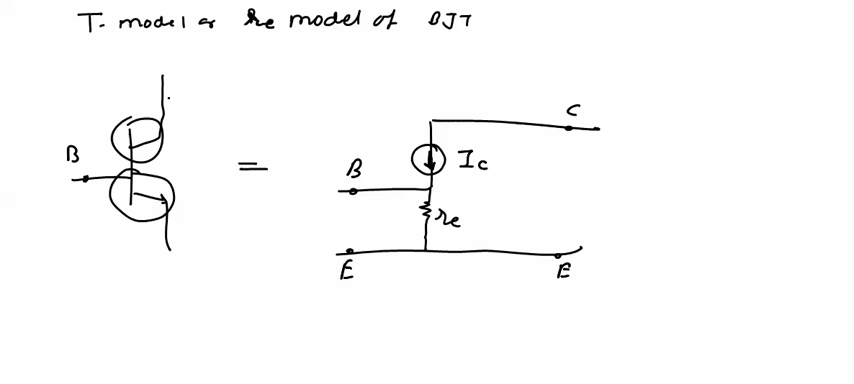 T- model or re model of BJT
C
B
Ic
B
=
re
E
E